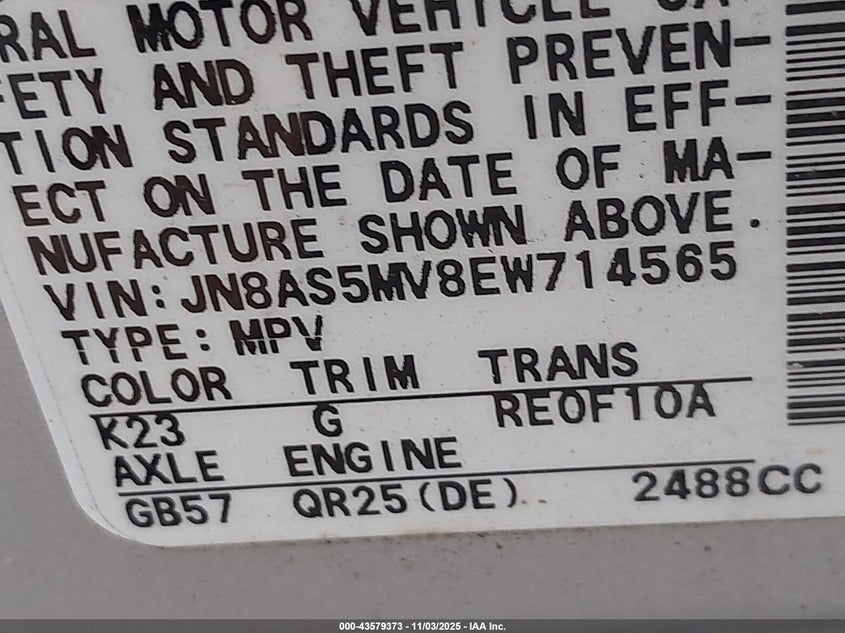 RAL MOTOR VEHICLE
ETY AND THEFT PREVEN-
TION STANDARDS IN EFF-
ECT ON THE DATE OF MA-
NUFACTURE SHOWN ABOVE.
VIN: JN8AS5MV8EW714565
TYPE: MPV
COLOR TRIM TRANS
K23 G RE0F10A
AXLE ENGINE
GB57 QR25(DE) 2488CC
000-43579373 - 11/03/2025 - IAA Inc.